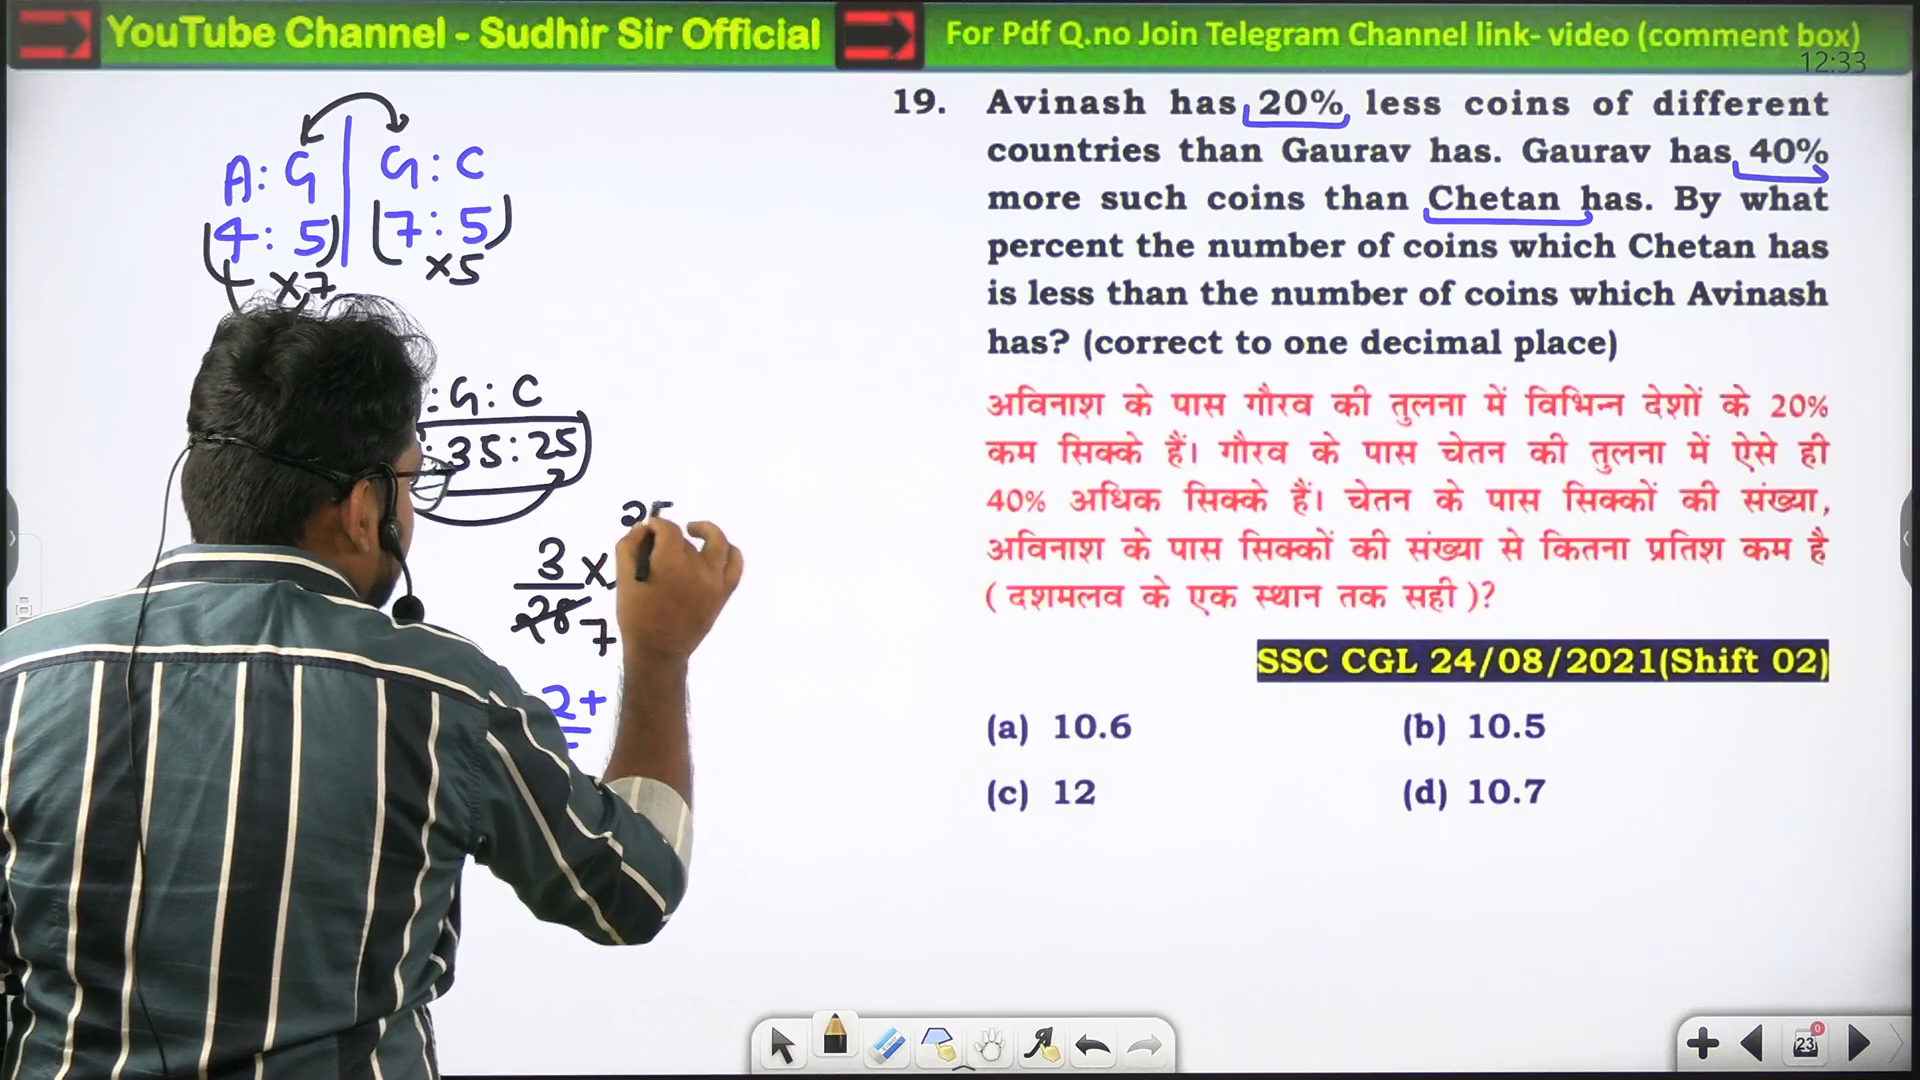 YouTube Channel - Sudhir Sir Official
For Pdf Q.no Join Telegram Channel link- video (comment box)
12:33
19. Avinash has 20% less coins of different
countries than Gaurav has. Gaurav has 40%
more such coins than Chetan has. By what
percent the number of coins which Chetan has
is less than the number of coins which Avinash
has? (correct to one decimal place)
अविनाश के पास गौरव की तुलना में विभिन्न देशों के 20%
कम सिक्के हैं। गौरव के पास चेतन की तुलना में ऐसे ही
40% अधिक सिक्के हैं। चेतन के पास सिक्कों की संख्या,
अविनाश के पास सिक्कों की संख्या से कितना प्रतिश कम है
( दशमलव के एक स्थान तक सही )?
SSC CGL 24/08/2021(Shift 02)
(a) 10.6 (b) 10.5
(c) 12 (d) 10.7
A: G G: C
(4: 5) (7: 5)
×7 ×5
: G: C
: 35: 25
25
3 ×
28 7
2+
23
0